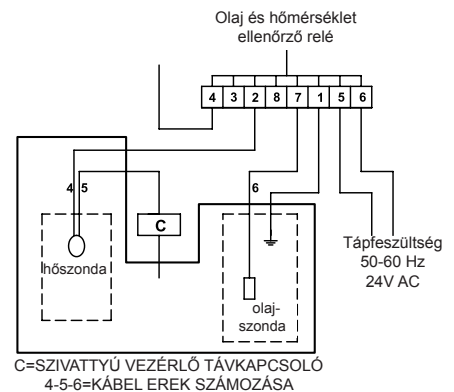 Olaj és hőmérséklet
ellenőrző relé
4 3 2 8 7 1 5 6
4 5
6
C
hőszonda
olaj-
szonda
Tápfeszültség
50-60 Hz
24V AC
C=SZIVATTYÚ VEZÉRLŐ TÁVKAPCSOLÓ
4-5-6=KÁBEL EREK SZÁMOZÁSA